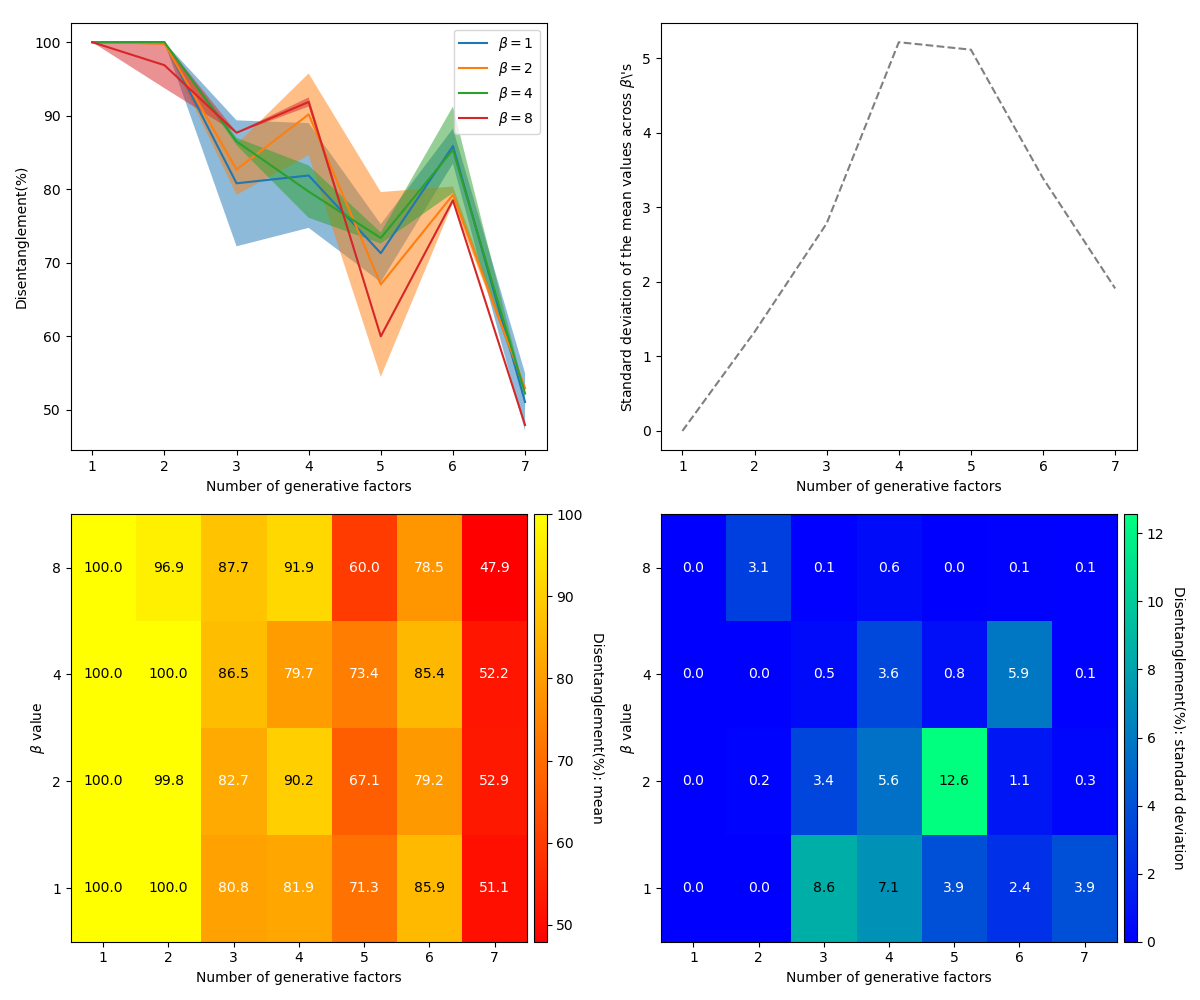 100
90
80
70
60
50
Disentanglement(%)
1 2 3 4 5 6 7
Number of generative factors
β = 1
β = 2
β = 4
β = 8
5
4
3
2
1
0
Standard deviation of the mean values across β\'s
1 2 3 4 5 6 7
Number of generative factors
8 100.0 96.9 87.7 91.9 60.0 78.5 47.9
4 100.0 100.0 86.5 79.7 73.4 85.4 52.2
2 100.0 99.8 82.7 90.2 67.1 79.2 52.9
1 100.0 100.0 80.8 81.9 71.3 85.9 51.1
β value
1 2 3 4 5 6 7
Number of generative factors
100
90
80
70
60
50
Disentanglement(%): mean
8 0.0 3.1 0.1 0.6 0.0 0.1 0.1
4 0.0 0.0 0.5 3.6 0.8 5.9 0.1
2 0.0 0.2 3.4 5.6 12.6 1.1 0.3
1 0.0 0.0 8.6 7.1 3.9 2.4 3.9
β value
1 2 3 4 5 6 7
Number of generative factors
12
10
8
6
4
2
0
Disentanglement(%): standard deviation